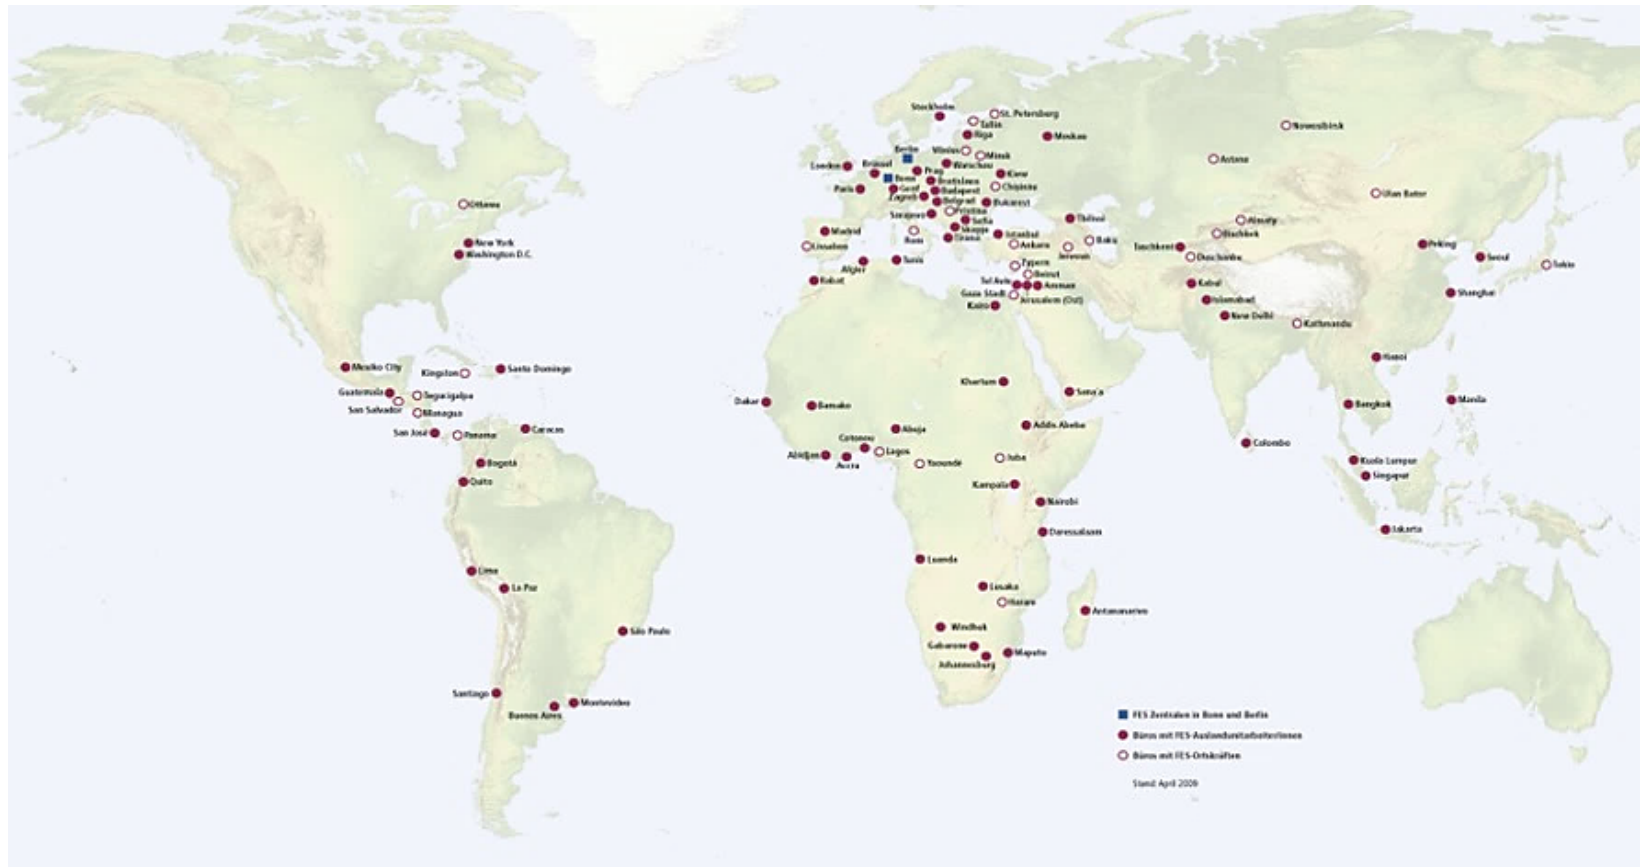 Stockholm
St. Petersburg
Tallin
Riga
Moskau
Nowosibirsk
Berlin
Vilnius
Minsk
Astana
London
Brüssel
Prag
Warschau
Kiew
Bonn
Bratislava
Chişinău
Ulan Bator
Paris
Genf
Budapest
Zagreb
Belgrad
Bukarest
Ottawa
Sarajevo
Pristina
Sofia
Tbilissi
Almaty
Skopje
Bischkek
Madrid
Rom
Tirana
Istanbul
New York
Lissabon
Ankara
Baku
Taschkent
Peking
Washington D.C.
Jerewan
Duschanbe
Seoul
Tokio
Algier
Tunis
Zypern
Beirut
Rabat
Tel Aviv
Amman
Kabul
Gaza Stadt
Jerusalem (Ost)
Shanghai
Kairo
Islamabad
New Delhi
Kathmandu
Hanoi
Mexiko City
Kingston
Santo Domingo
Khartum
Guatemala
Tegucigalpa
Sana'a
San Salvador
Managua
Dakar
Bamako
Bangkok
Manila
San José
Panama
Caracas
Abuja
Addis Abeba
Cotonou
Colombo
Abidjan
Accra
Lagos
Yaoundé
Juba
Bogotá
Kuala Lumpur
Quito
Kampala
Singapur
Nairobi
Daressalaam
Jakarta
Luanda
Lima
La Paz
Lusaka
Harare
Antananarivo
São Paulo
Windhuk
Gabarone
Maputo
Johannesburg
Santiago
Montevideo
Buenos Aires
FES Zentralen in Bonn und Berlin
Büros mit FES-Auslandsmitarbeiter/innen
Büros mit FES-Ortskräften
Stand: April 2009